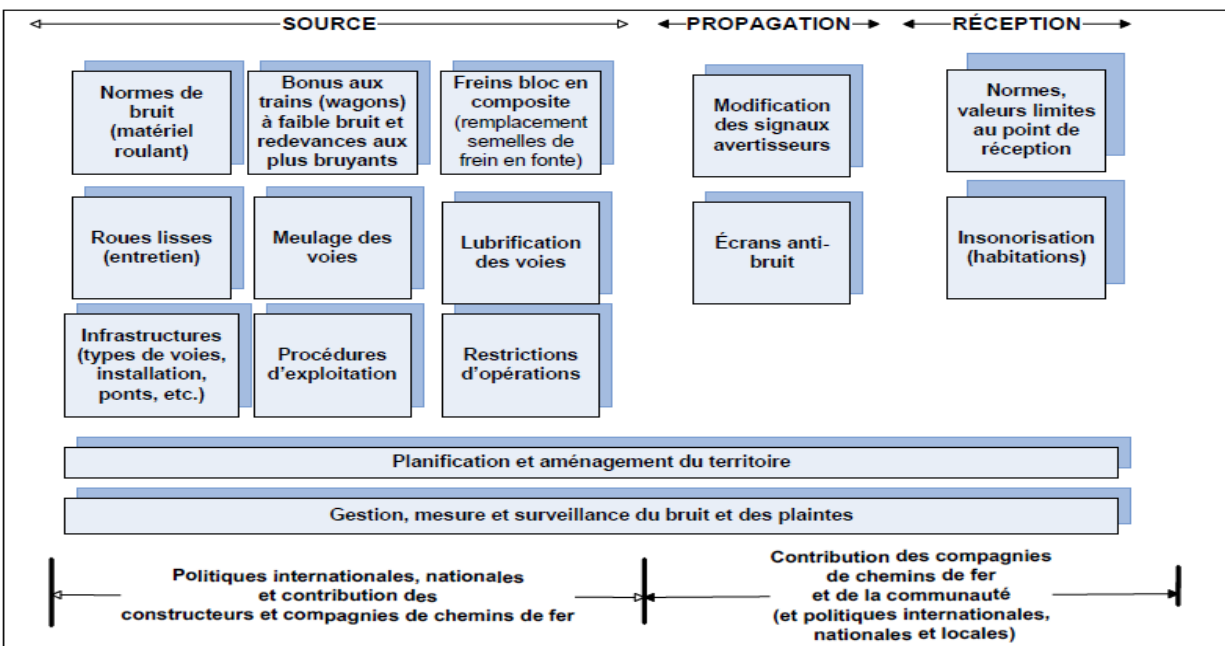 SOURCE
PROPAGATION
RÉCEPTION
Normes de
bruit
(matériel
roulant)
Bonus aux
trains (wagons)
à faible bruit et
redevances aux
plus bruyants
Freins bloc en
composite
(remplacement
semelles de
frein en fonte)
Modification
des signaux
avertisseurs
Normes,
valeurs limites
au point de
réception
Roues lisses
(entretien)
Meulage des
voies
Lubrification
des voies
Écrans anti-
bruit
Insonorisation
(habitations)
Infrastructures
(types de voies,
installation,
ponts, etc.)
Procédures
d'exploitation
Restrictions
d'opérations
Planification et aménagement du territoire
Gestion, mesure et surveillance du bruit et des plaintes
Politiques internationales, nationales
et contribution des
constructeurs et compagnies de chemins de fer
Contribution des compagnies
de chemins de fer
et de la communauté
(et politiques internationales,
nationales et locales)